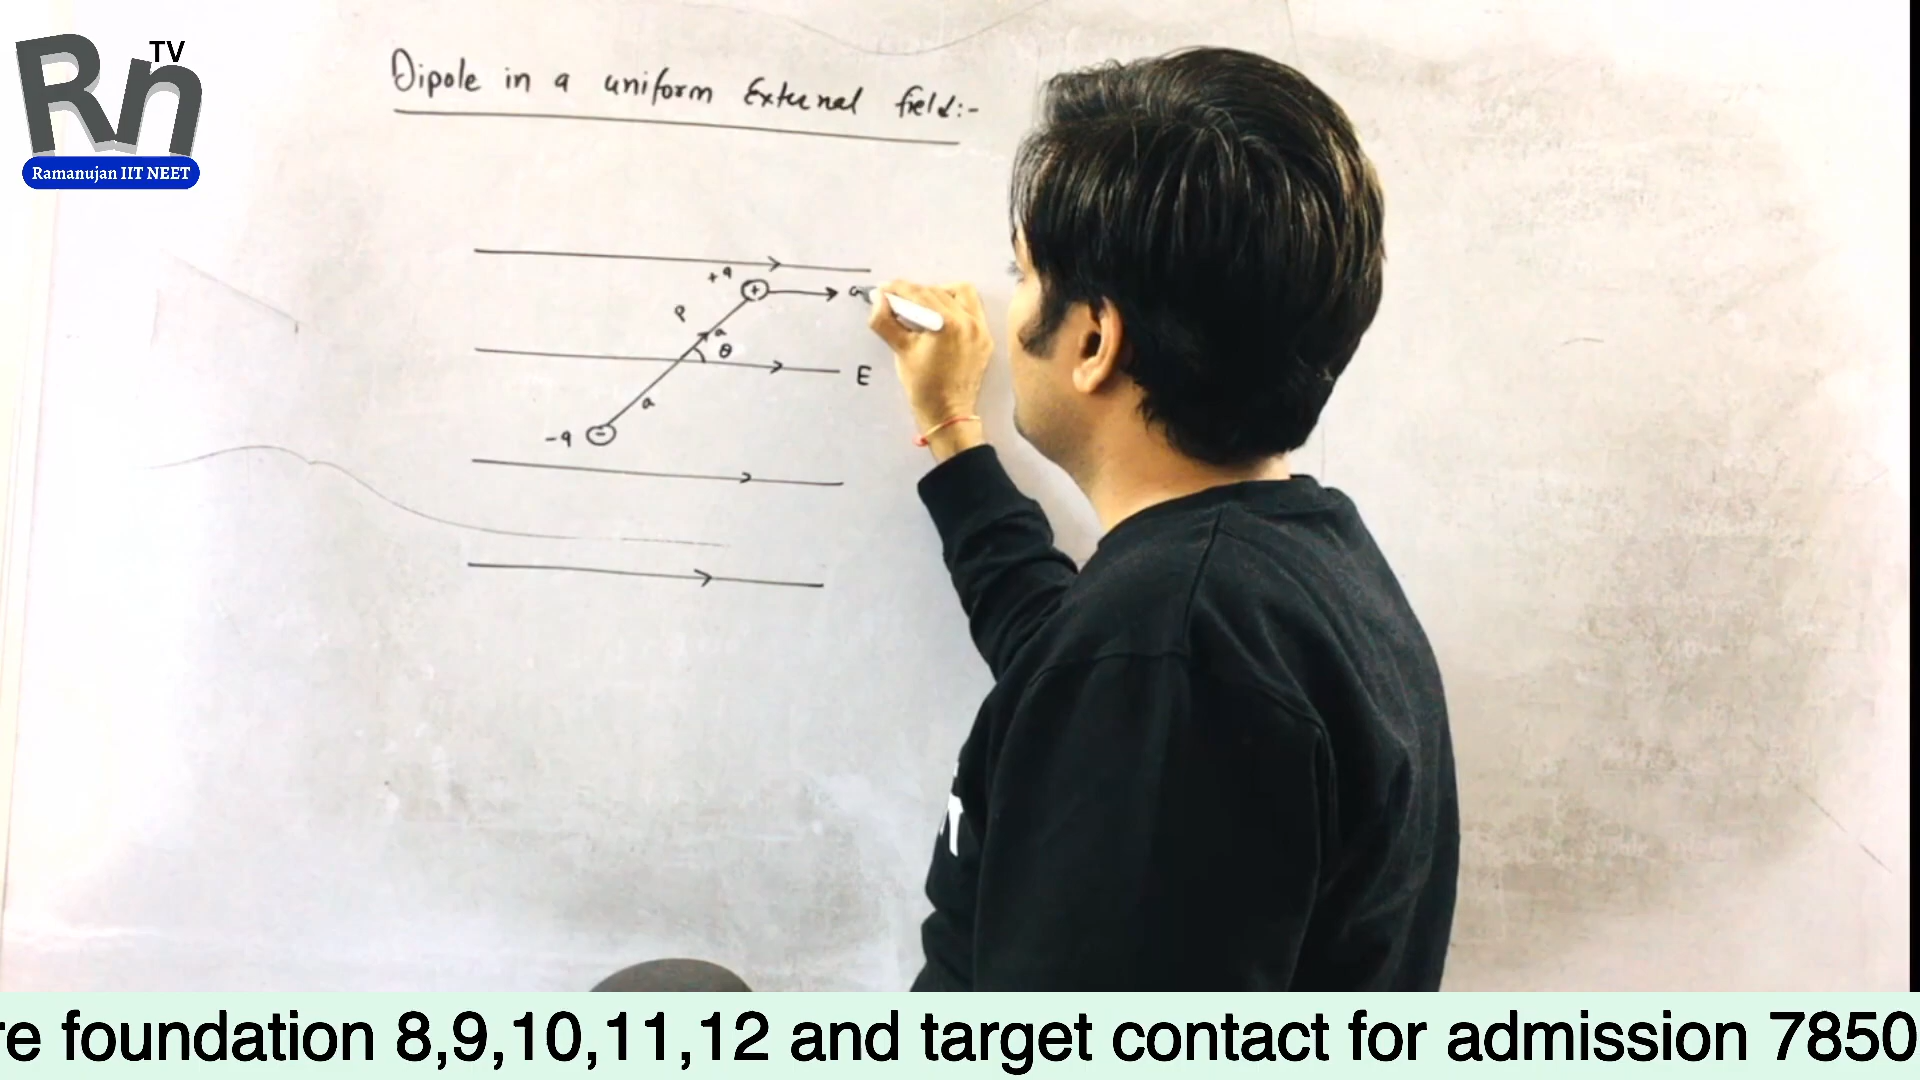 TV
Rn
Ramanujan IIT NEET
Dipole in a uniform External field:-
+q
P
a
θ
E
a
-q
re foundation 8,9,10,11,12 and target contact for admission 7850